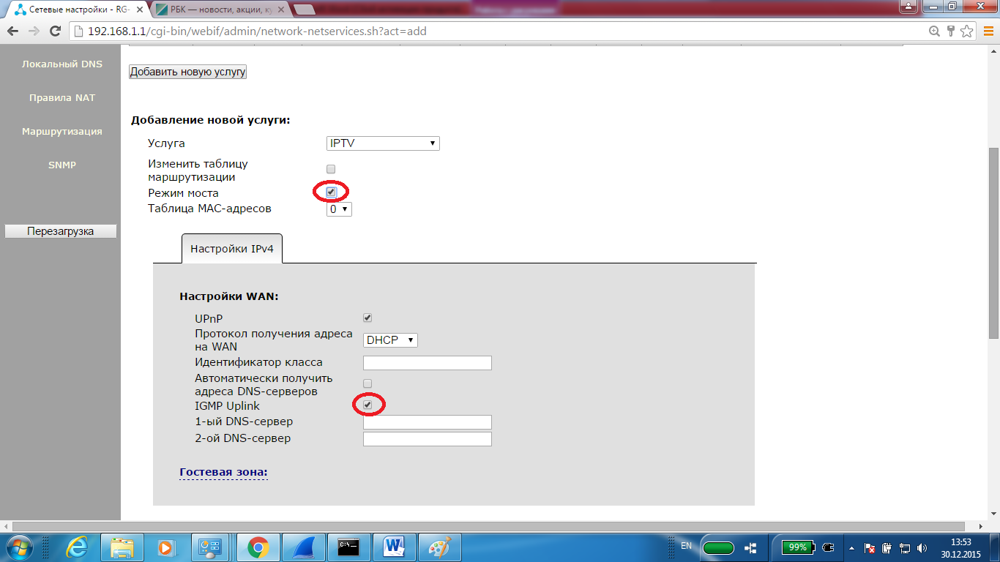 Сетевые настройки - RG-
РБК — новости, акции, ку
192.168.1.1/cgi-bin/webif/admin/network-netservices.sh?act=add
Локальный DNS
Правила NAT
Маршрутизация
SNMP
Перезагрузка
Добавить новую услугу
Добавление новой услуги:
Услуга
IPTV
Изменить таблицу
маршрутизации
Режим моста
Таблица MAC-адресов
0
Настройки IPv4
Настройки WAN:
UPnP
Протокол получения адреса
на WAN
DHCP
Идентификатор класса
Автоматически получить
адреса DNS-серверов
IGMP Uplink
1-ый DNS-сервер
2-ой DNS-сервер
Гостевая зона:
C:\.
W
EN
99%
13:53
30.12.2015